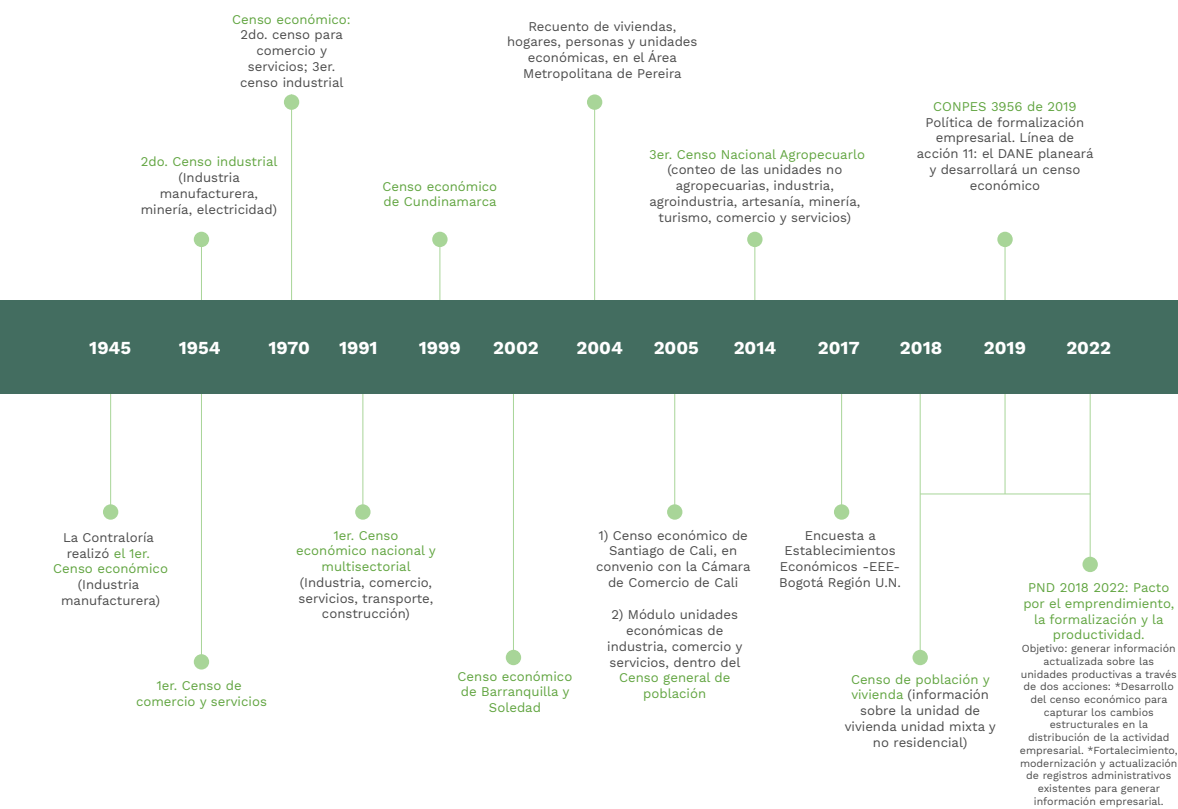 Censo económico:
2do. censo para
comercio y
servicios; 3er.
censo industrial
Recuento de viviendas,
hogares, personas y unidades
económicas, en el Área
Metropolitana de Pereira
CONPES 3956 de 2019
Política de formalización
empresarial. Línea de
acción 11: el DANE planeará
y desarrollará un censo
económico
2do. Censo industrial
(Industria
manufacturera,
minería, electricidad)
Censo económico
de Cundinamarca
3er. Censo Nacional Agropecuarlo
(conteo de las unidades no
agropecuarias, industria,
agroindustria, artesanía, minería,
turismo, comercio y servicios)
1945 1954 1970 1991 1999 2002 2004 2005 2014 2017 2018 2019 2022
La Contraloría
realizó el 1er.
Censo económico
(Industria
manufacturera)
1er. Censo de
comercio y servicios
1er. Censo
económico nacional y
multisectorial
(Industria, comercio,
servicios, transporte,
construcción)
Censo económico
de Barranquilla y
Soledad
1) Censo económico de
Santiago de Cali, en
convenio con la Cámara
de Comercio de Cali
2) Módulo unidades
económicas de
industria, comercio y
servicios, dentro del
Censo general de
población
Encuesta a
Establecimientos
Económicos -EEE-
Bogotá Región U.N.
Censo de población y
vivienda (información
sobre la unidad de
vivienda unidad mixta y
no residencial)
PND 2018 2022: Pacto
por el emprendimiento,
la formalización y la
productividad.
Objetivo: generar información
actualizada sobre las
unidades productivas a través
de dos acciones: *Desarrollo
del censo económico para
capturar los cambios
estructurales en la
distribución de la actividad
empresarial. *Fortalecimiento,
modernización y actualización
de registros administrativos
existentes para generar
información empresarial.